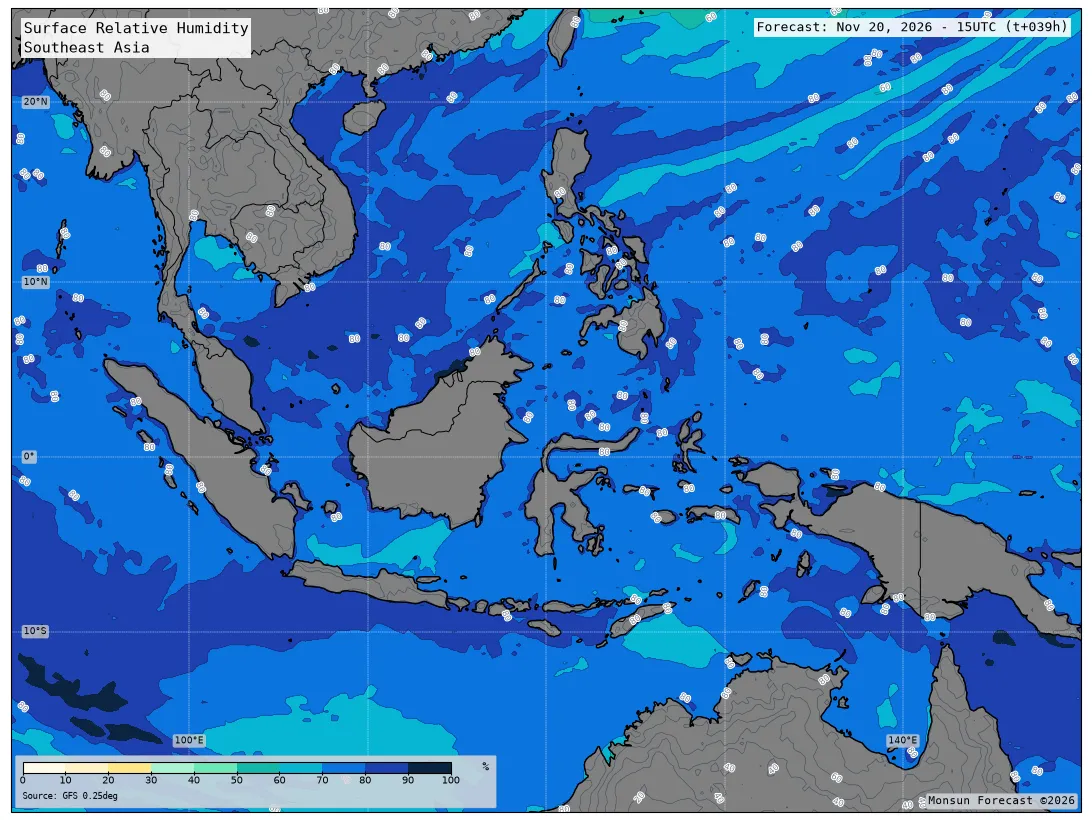 Surface Relative Humidity
Southeast Asia
Forecast: Nov 20, 2026 - 15UTC (t+039h)
20°N
10°N
0°
10°S
100°E
140°E
0 10 20 30 40 50 60 70 80 90 100 %
Source: GFS 0.25deg
Monsun Forecast ©2026